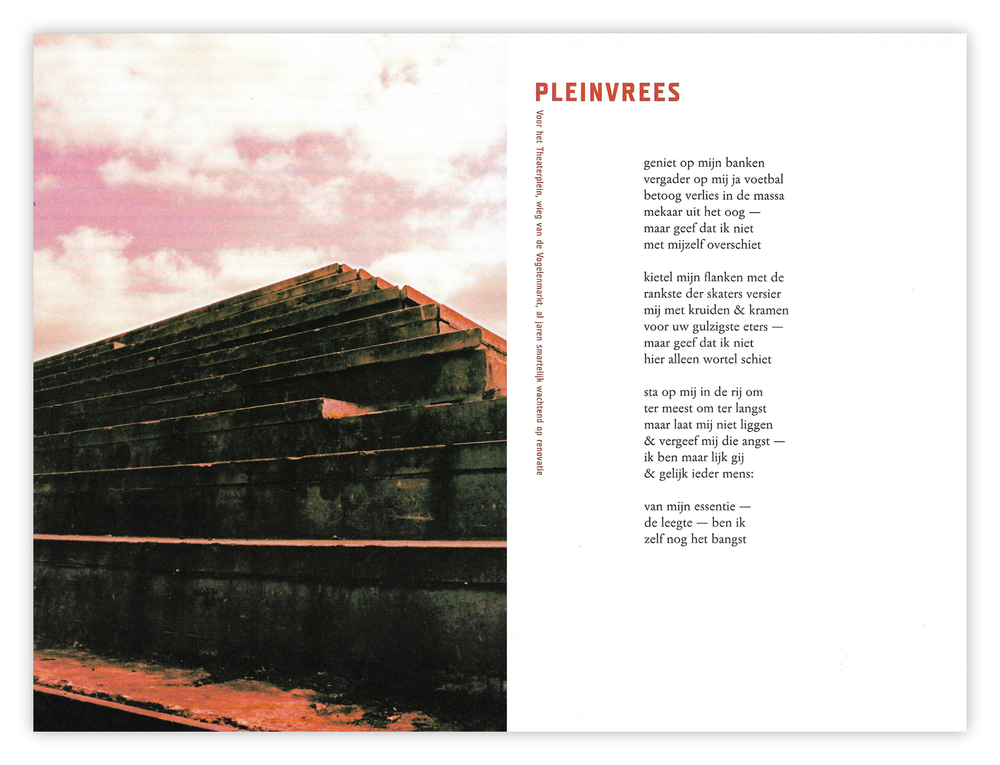 PLEINVREES
Voor het Theaterplein, wieg van de Vogelenmarkt, al jaren smartelijk wachtend op renovatie
geniet op mijn banken
vergader op mij ja voetbal
betoog verlies in de massa
mekaar uit het oog —
maar geef dat ik niet
met mijzelf overschiet
kietel mijn flanken met de
rankste der skaters versier
mij met kruiden & kramen
voor uw gulzigste eters —
maar geef dat ik niet
hier alleen wortel schiet
sta op mij in de rij om
ter meest om ter langst
maar laat mij niet liggen
& vergeef mij die angst —
ik ben maar lijk gij
& gelijk ieder mens:
van mijn essentie —
de leegte — ben ik
zelf nog het bangst